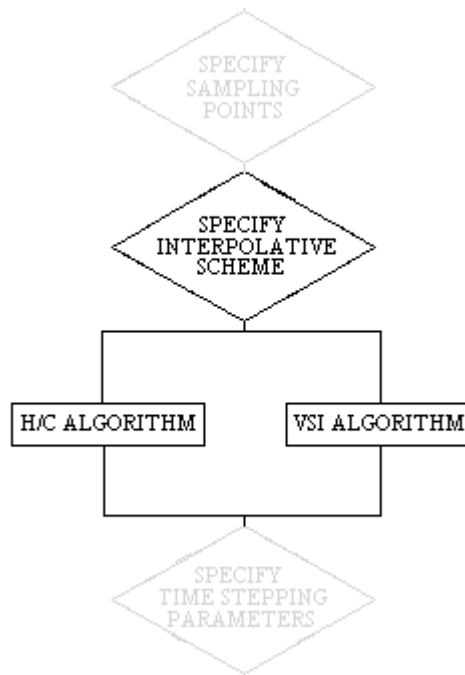 SPECIFY
SAMPLING
POINTS
SPECIFY
INTERPOLATIVE
SCHEME
H/C ALGORITHM
VSI ALGORITHM
SPECIFY
TIME STEPPING
PARAMETERS